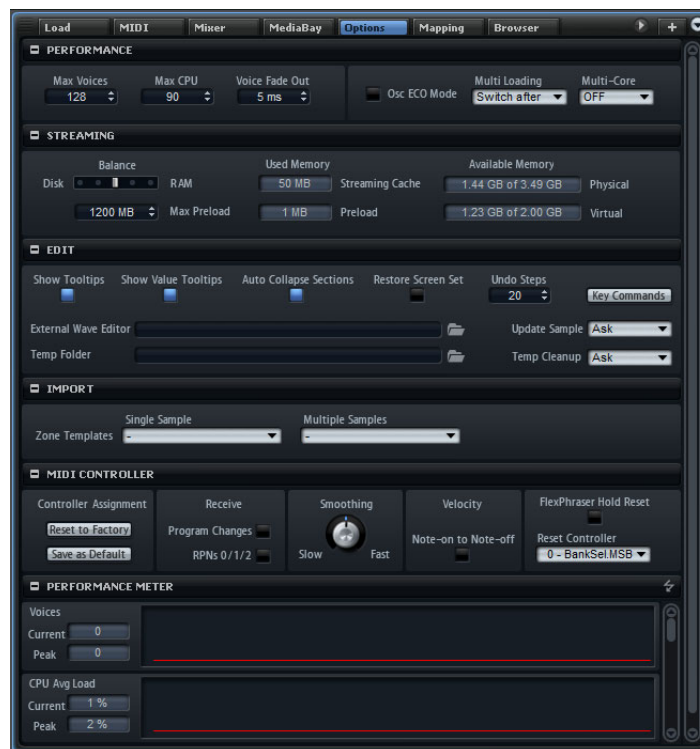 Load MIDI Mixer MediaBay Options Mapping Browser +
PERFORMANCE
Max Voices Max CPU Voice Fade Out Multi Loading Multi-Core
128 90 5 ms Osc ECO Mode Switch after OFF
STREAMING
Balance Used Memory Available Memory
Disk RAM 50 MB Streaming Cache 1.44 GB of 3.49 GB Physical
1200 MB Max Preload 1 MB Preload 1.23 GB of 2.00 GB Virtual
EDIT
Show Tooltips Show Value Tooltips Auto Collapse Sections Restore Screen Set Undo Steps
20 Key Commands
External Wave Editor Update Sample Ask
Temp Folder Temp Cleanup Ask
IMPORT
Single Sample Multiple Samples
Zone Templates - -
MIDI CONTROLLER
Controller Assignment Receive Smoothing Velocity FlexPhraser Hold Reset
Reset to Factory Program Changes Note-on to Note-off Reset Controller
Save as Default RPNs 0/1/2 Slow Fast 0 - BankSel.MSB
PERFORMANCE METER
Voices
Current 0
Peak 0
CPU Avg Load
Current 1 %
Peak 2 %